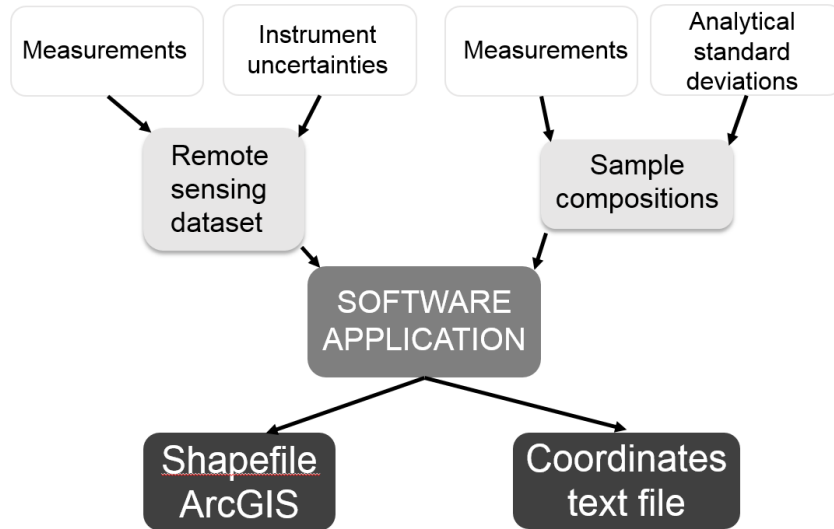 Measurements
Instrument
uncertainties
Measurements
Analytical
standard
deviations
Remote
sensing
dataset
Sample
compositions
SOFTWARE
APPLICATION
Shapefile
ArcGIS
Coordinates
text file